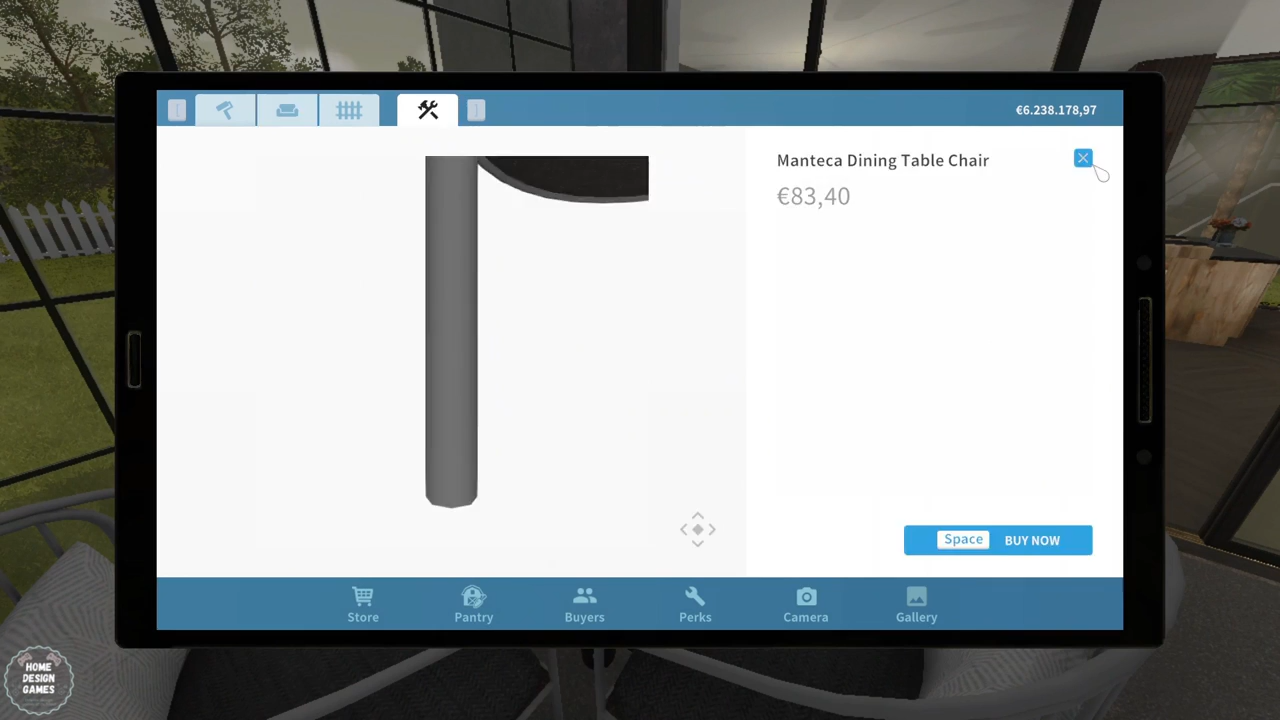 €6.238.178,97
Manteca Dining Table Chair
€83,40
Space BUY NOW
Store Pantry Buyers Perks Camera Gallery
HOME
DESIGN
GAMES